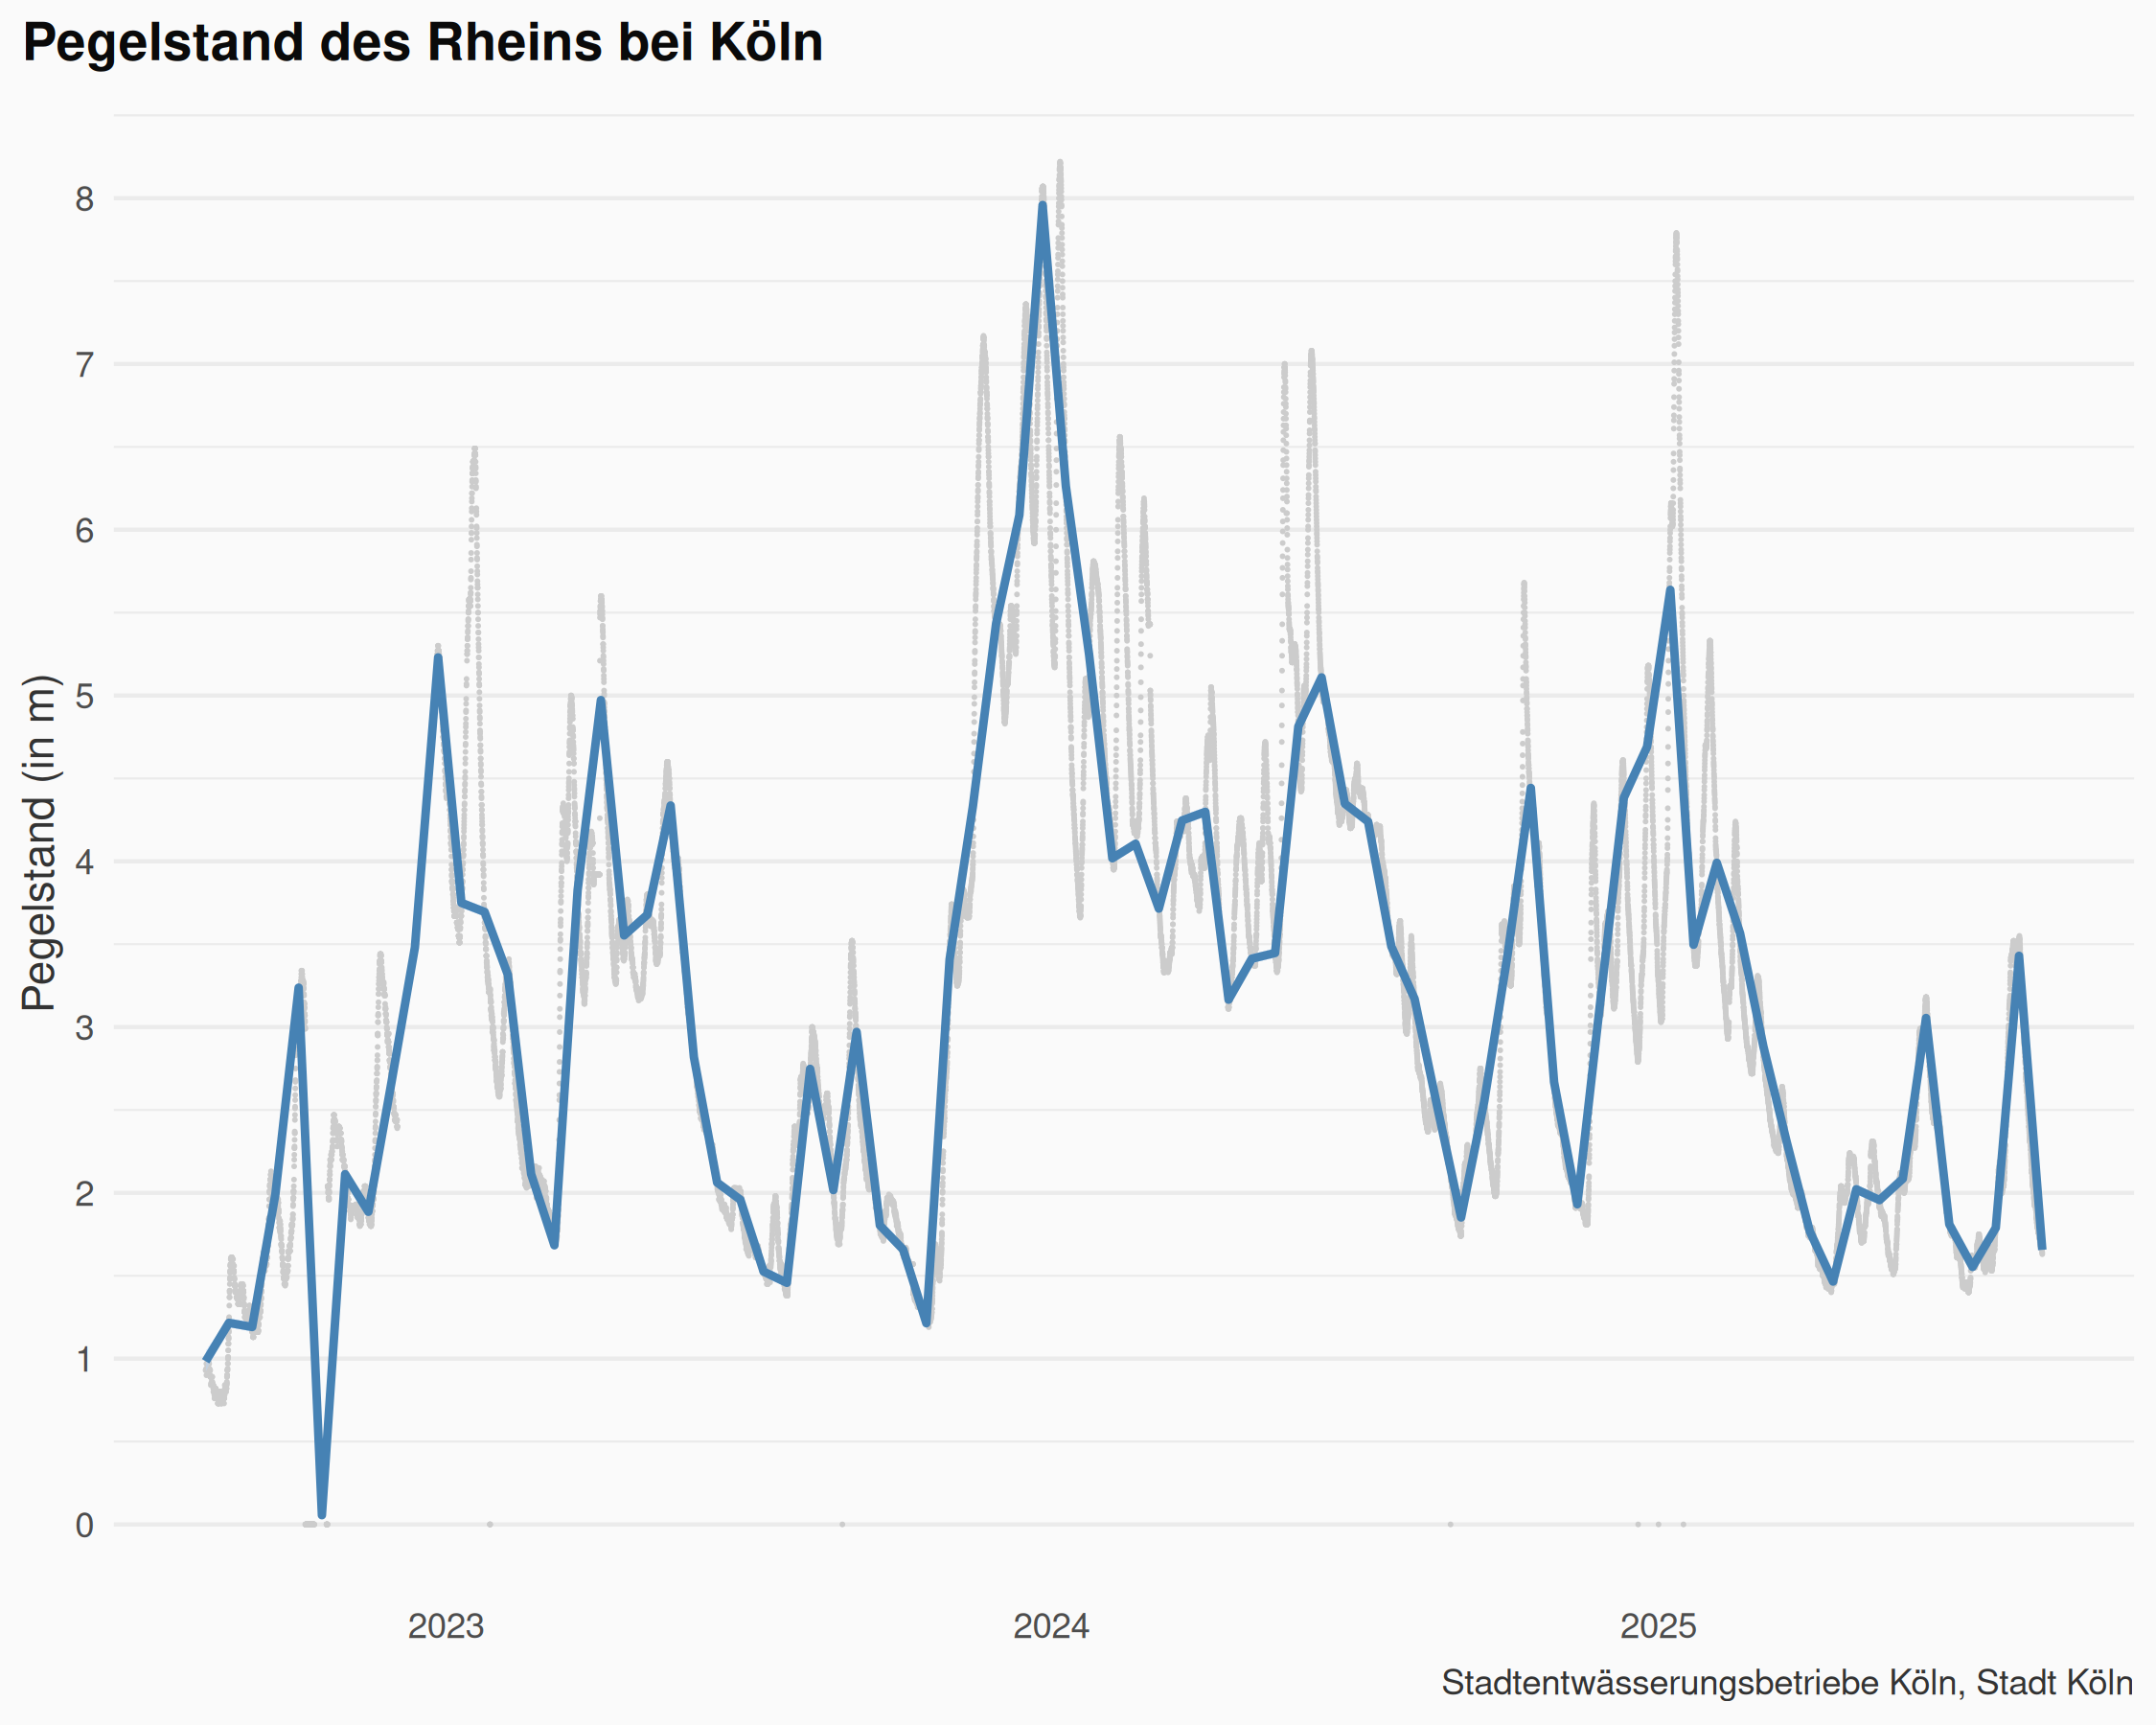 Pegelstand des Rheins bei Köln
Pegelstand (in m)
8
7
6
5
4
3
2
1
0
2023 2024 2025
Stadtentwässerungsbetriebe Köln, Stadt Köln